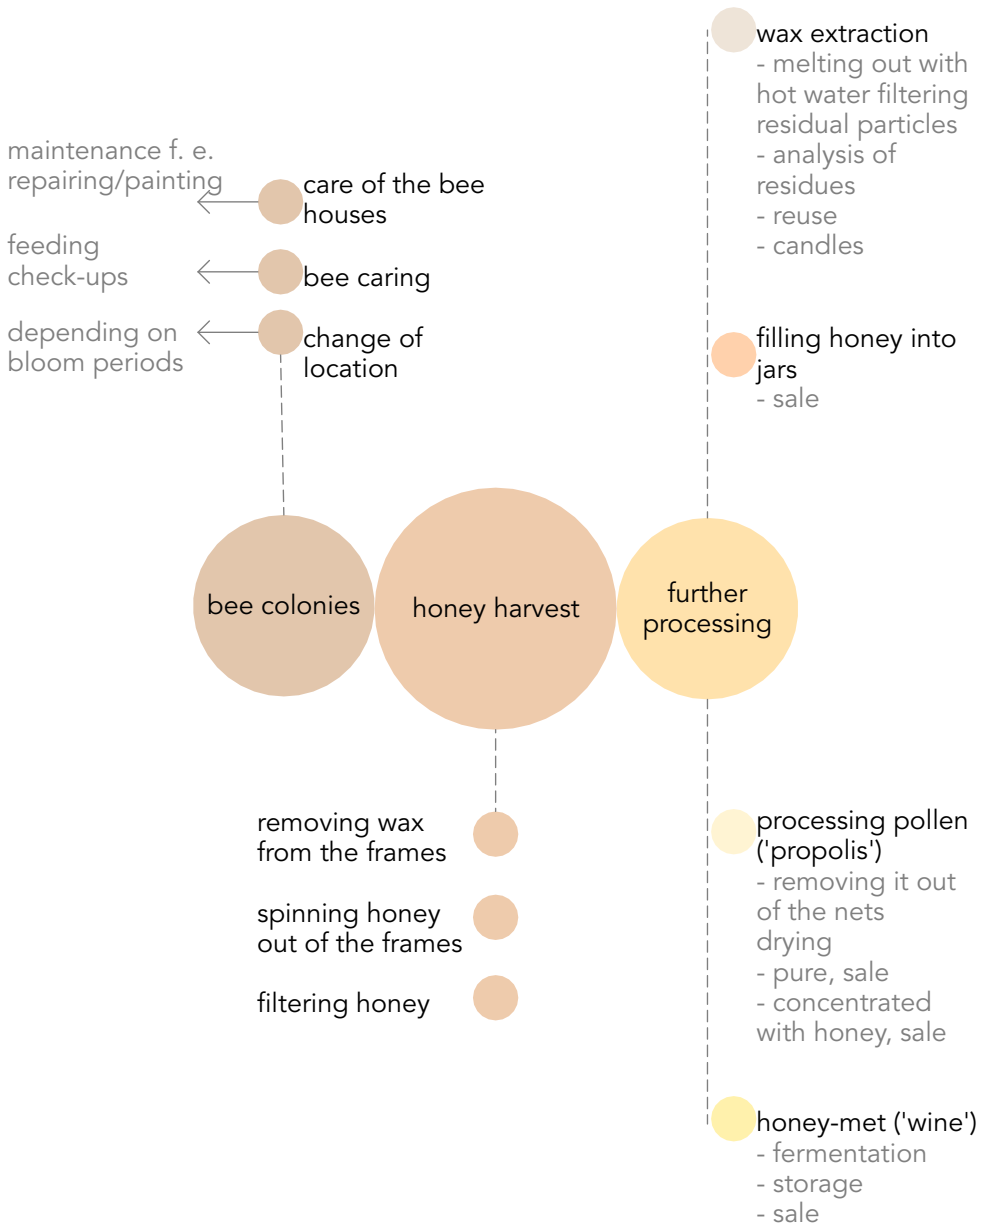 maintenance f. e.
repairing/painting
care of the bee
houses
feeding
check-ups
bee caring
depending on
bloom periods
change of
location
wax extraction
- melting out with
hot water filtering
residual particles
- analysis of
residues
- reuse
- candles
filling honey into
jars
- sale
bee colonies
honey harvest
further
processing
removing wax
from the frames
spinning honey
out of the frames
filtering honey
processing pollen
('propolis')
- removing it out
of the nets
drying
- pure, sale
- concentrated
with honey, sale
honey-met ('wine')
- fermentation
- storage
- sale